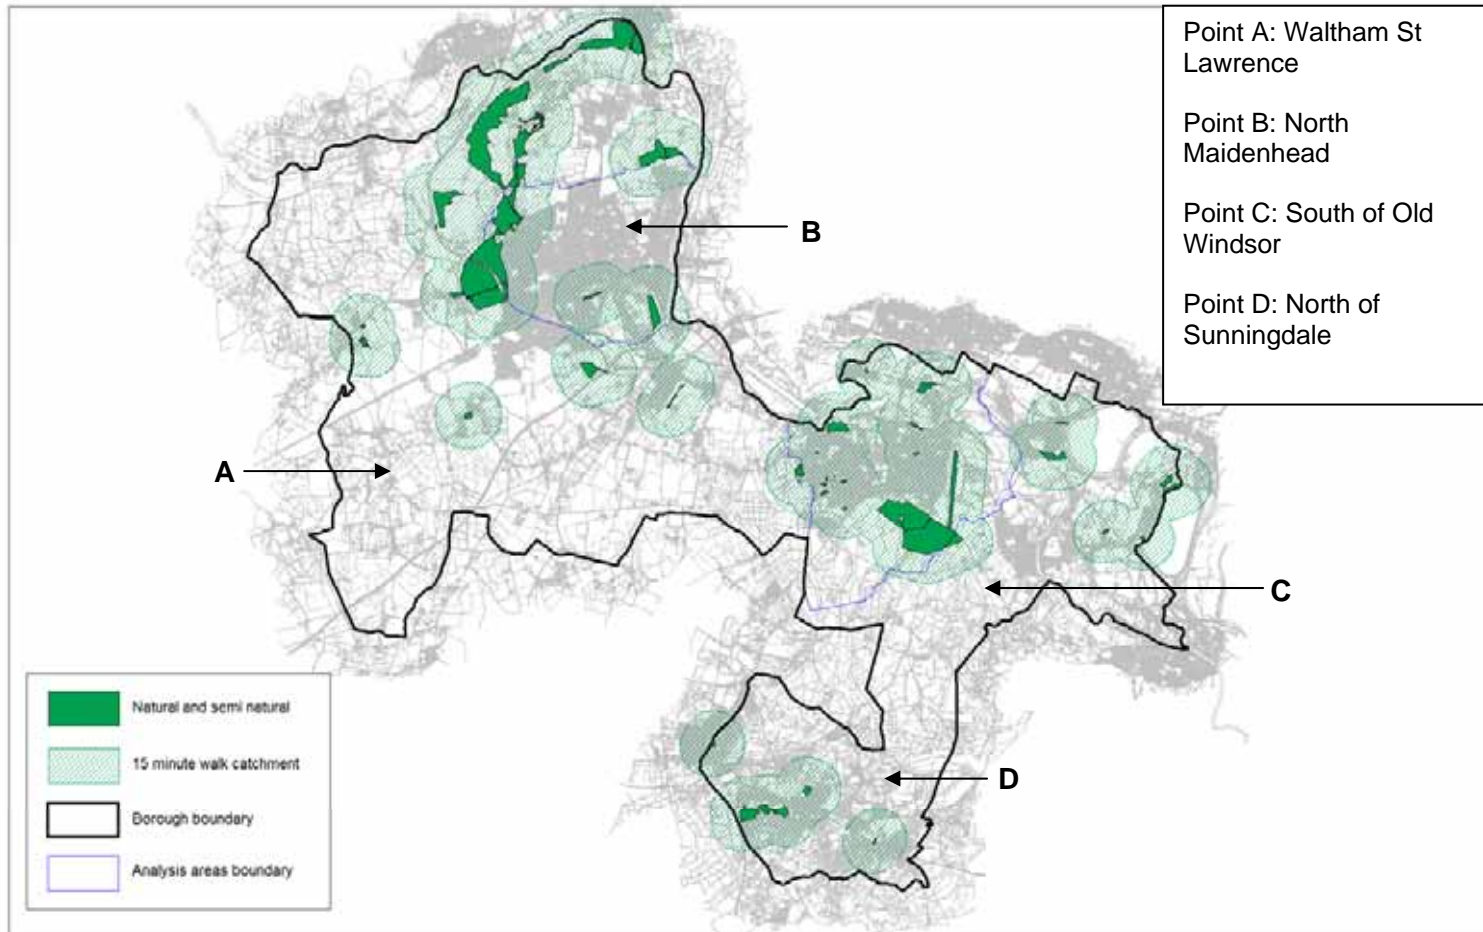 Point A: Waltham St
Lawrence
Point B: North
Maidenhead
Point C: South of Old
Windsor
Point D: North of
Sunningdale
B
A
C
D
Natural and semi natural
15 minute walk catchment
Borough boundary
Analysis areas boundary